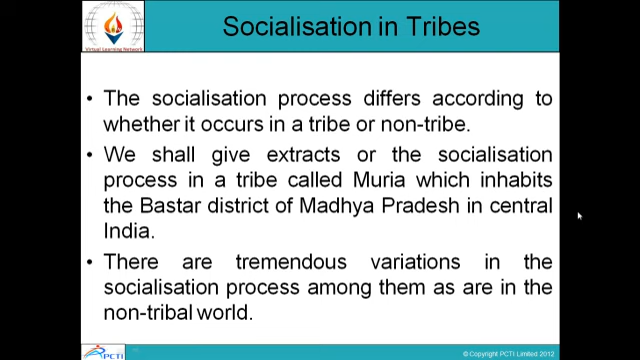 Socialisation in Tribes
Virtual Learning Network
• The socialisation process differs according to
whether it occurs in a tribe or non-tribe.
• We shall give extracts or the socialisation
process in a tribe called Muria which inhabits
the Bastar district of Madhya Pradesh in central
India.
• There are tremendous variations in the
socialisation process among them as are in the
non-tribal world.
PCTI
© Copyright PCTI Limited 2012